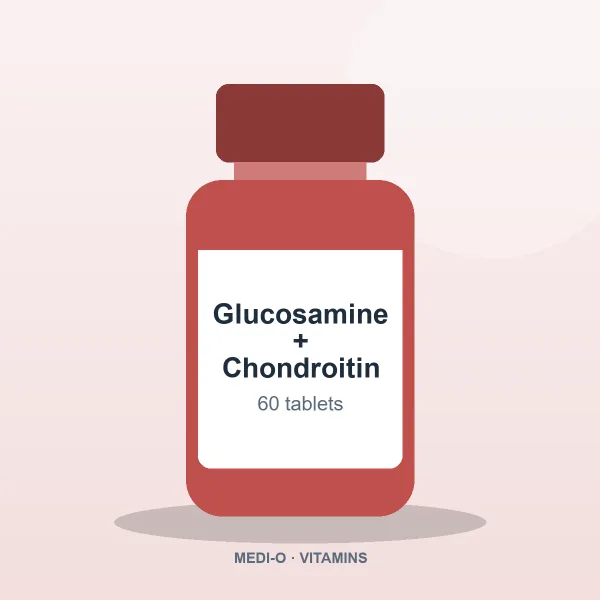 Glucosamine
+
Chondroitin
60 tablets
MEDI-O · VITAMINS